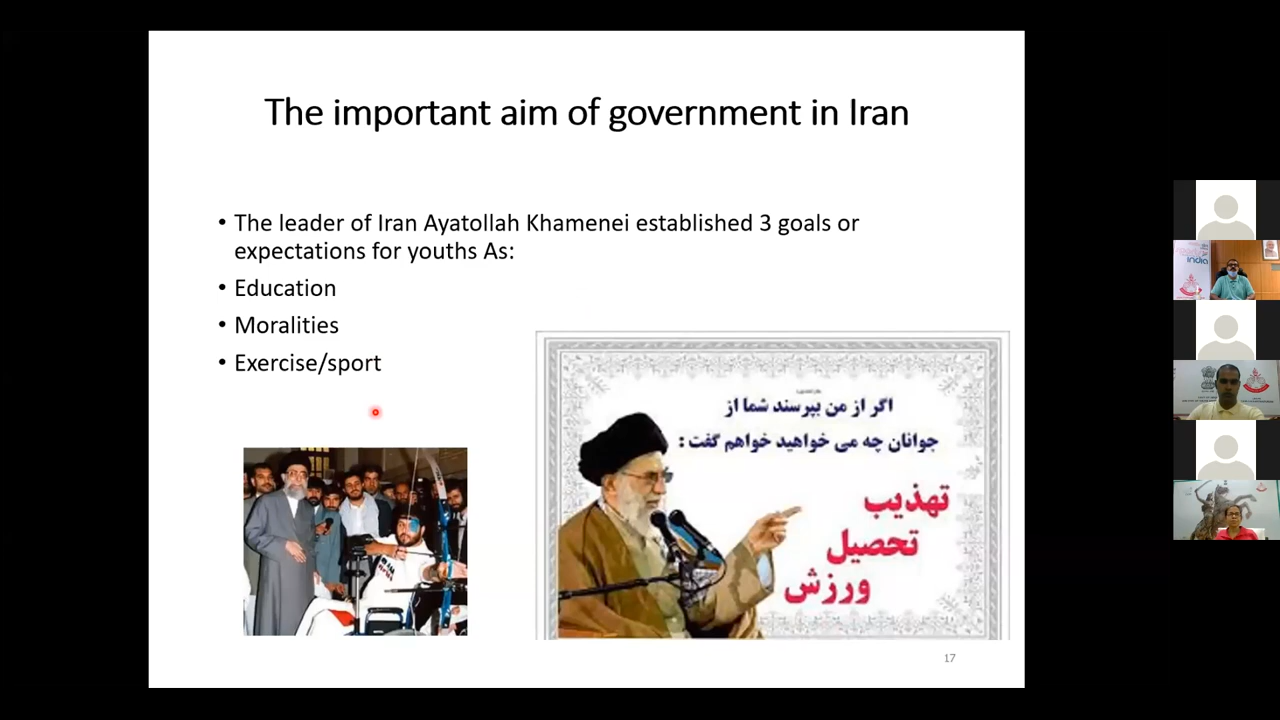 The important aim of government in Iran
• The leader of Iran Ayatollah Khamenei established 3 goals or
expectations for youths As:
• Education
• Moralities
• Exercise/sport
اگر از من بپرسند شما از
جوانان چه می خواهید خواهم گفت :
تهذیب
تحصیل
ورزش
17
India